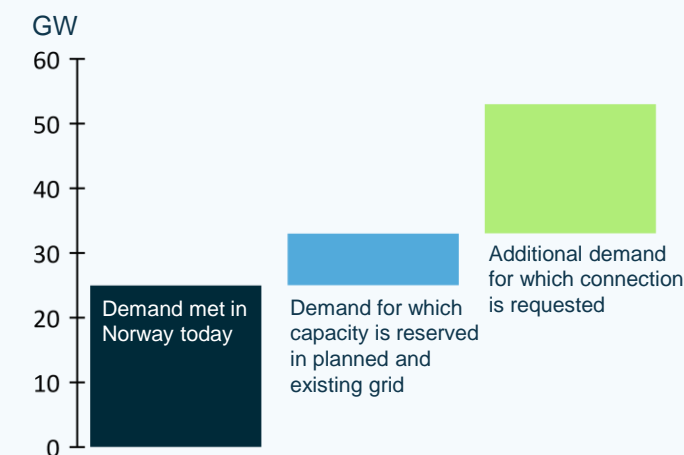 GW
60
50
40
30
20
10
0
Demand met in
Norway today
Demand for which
capacity is reserved
in planned and
existing grid
Additional demand
for which connection
is requested